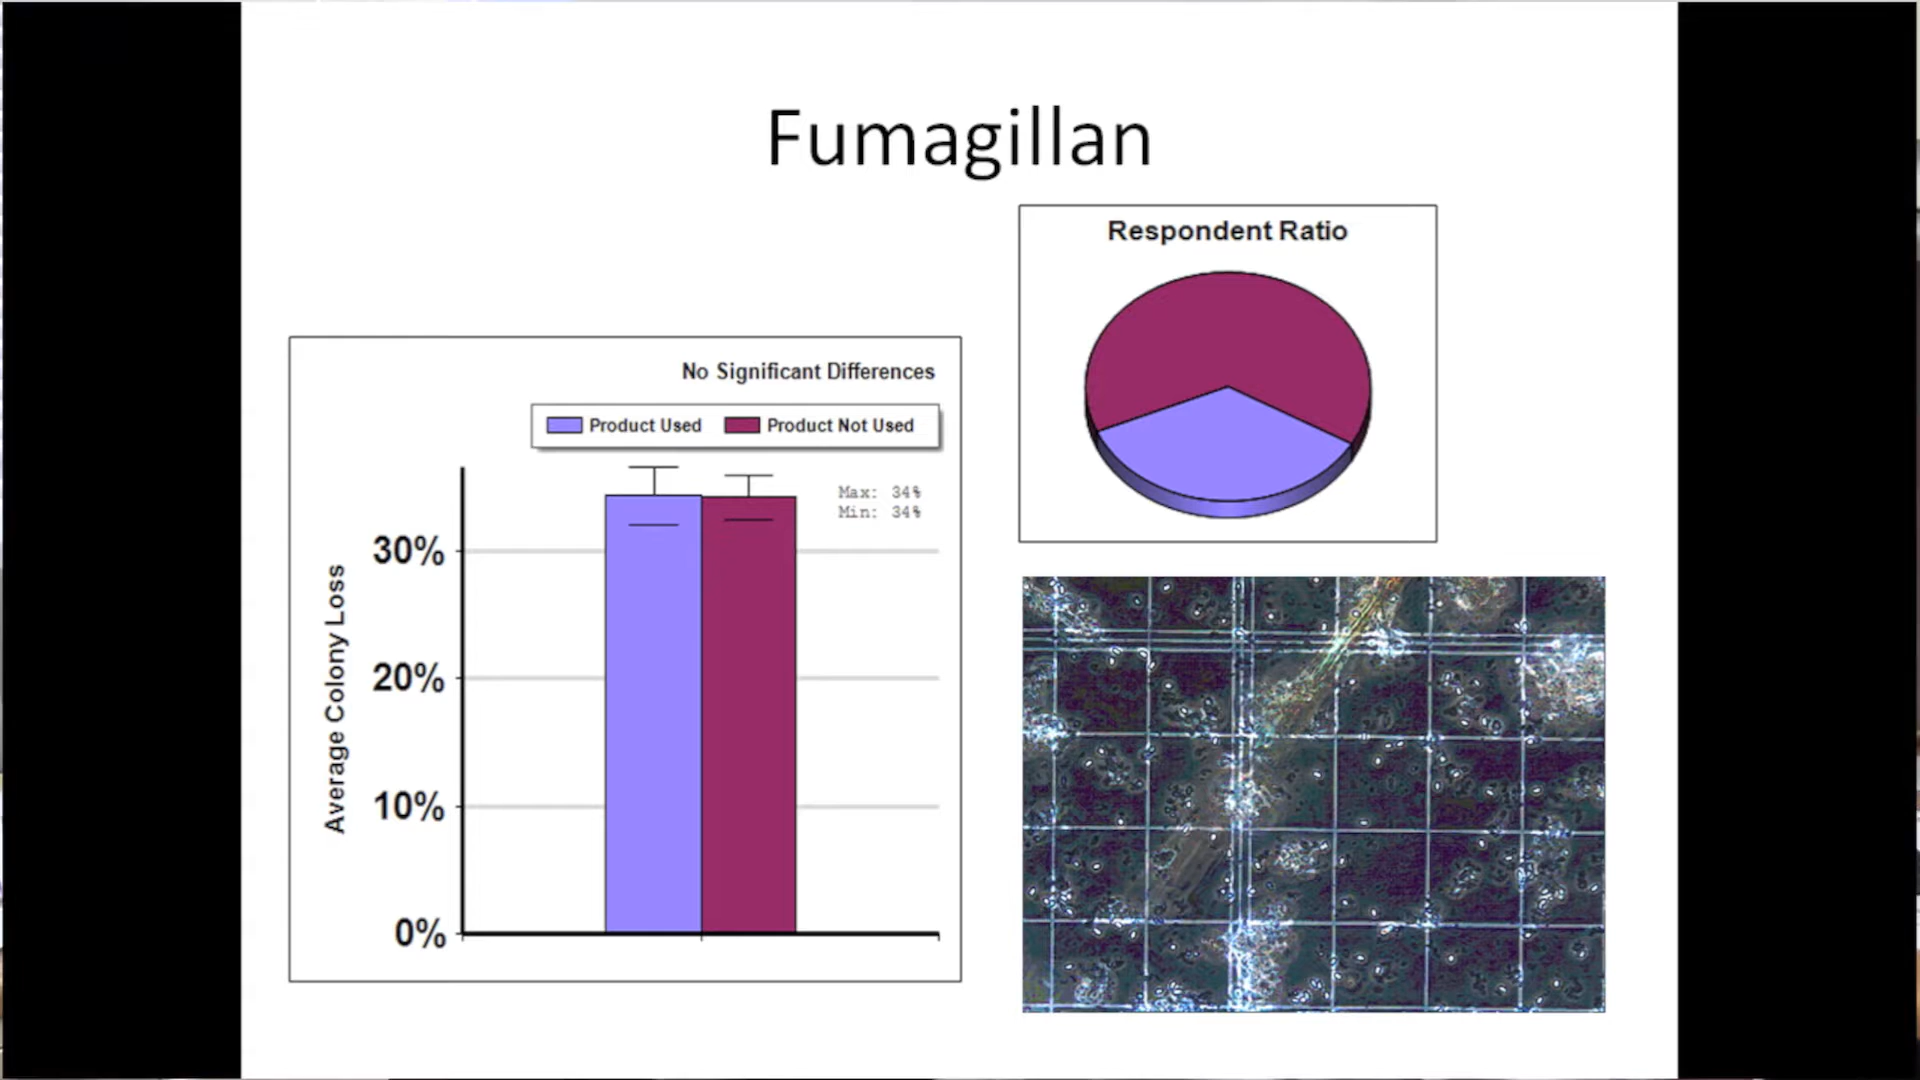 Fumagillan
Respondent Ratio
No Significant Differences
Product Used
Product Not Used
Max: 34%
Min: 34%
Average Colony Loss
30%
20%
10%
0%